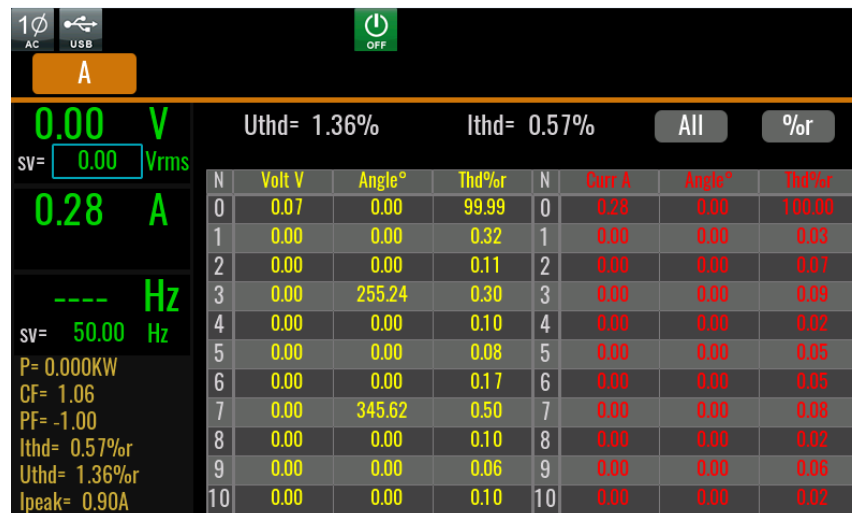 1Ø AC USB OFF
A
0.00 V
sv= 0.00 Vrms
0.28 A
---- Hz
sv= 50.00 Hz
P= 0.000KW
CF= 1.06
PF= -1.00
Ithd= 0.57%r
Uthd= 1.36%r
Ipeak= 0.90A
Uthd= 1.36% Ithd= 0.57% All %r
N Volt V Angle° Thd%r N Curr A Angle° Thd%r
0 0.07 0.00 99.99 0 0.28 0.00 100.00
1 0.00 0.00 0.32 1 0.00 0.00 0.03
2 0.00 0.00 0.11 2 0.00 0.00 0.07
3 0.00 255.24 0.30 3 0.00 0.00 0.09
4 0.00 0.00 0.10 4 0.00 0.00 0.02
5 0.00 0.00 0.08 5 0.00 0.00 0.05
6 0.00 0.00 0.17 6 0.00 0.00 0.05
7 0.00 345.62 0.50 7 0.00 0.00 0.08
8 0.00 0.00 0.10 8 0.00 0.00 0.02
9 0.00 0.00 0.06 9 0.00 0.00 0.06
10 0.00 0.00 0.10 10 0.00 0.00 0.02